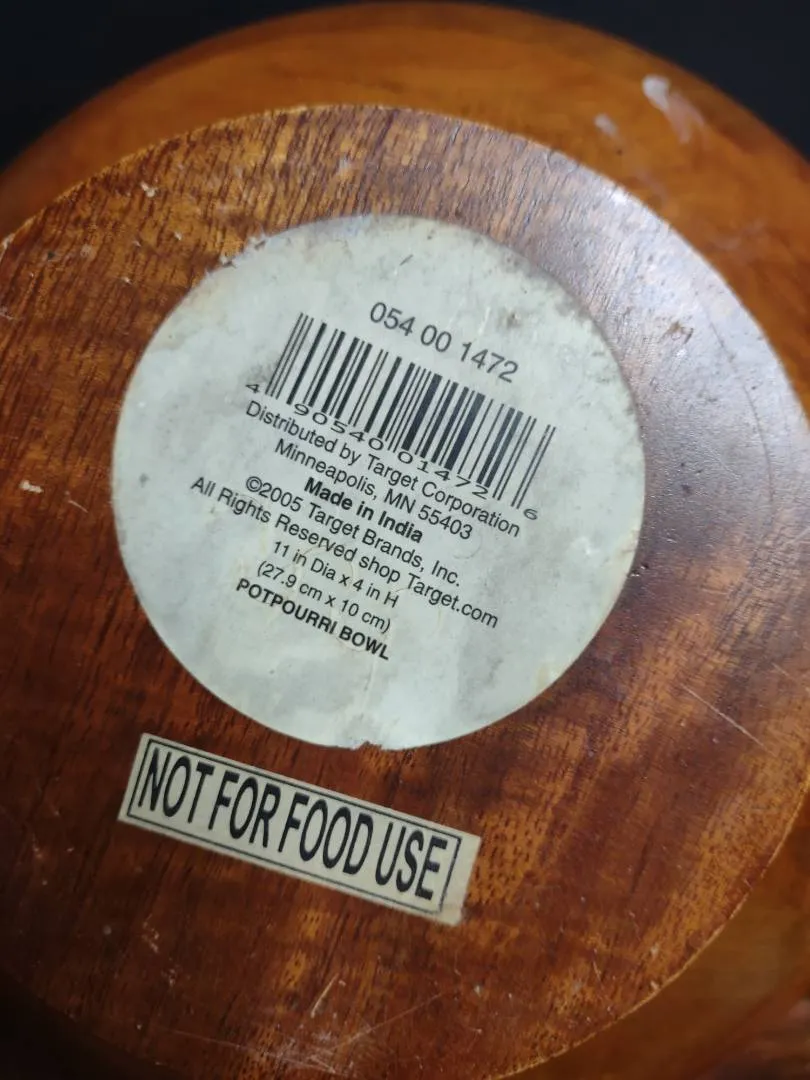 054 00 1472
4 90540 01472 6
Distributed by Target Corporation
Minneapolis, MN 55403
Made in India
©2005 Target Brands, Inc.
All Rights Reserved shop Target.com
11 in Dia x 4 in H
(27.9 cm x 10 cm)
POTPOURRI BOWL
NOT FOR FOOD USE